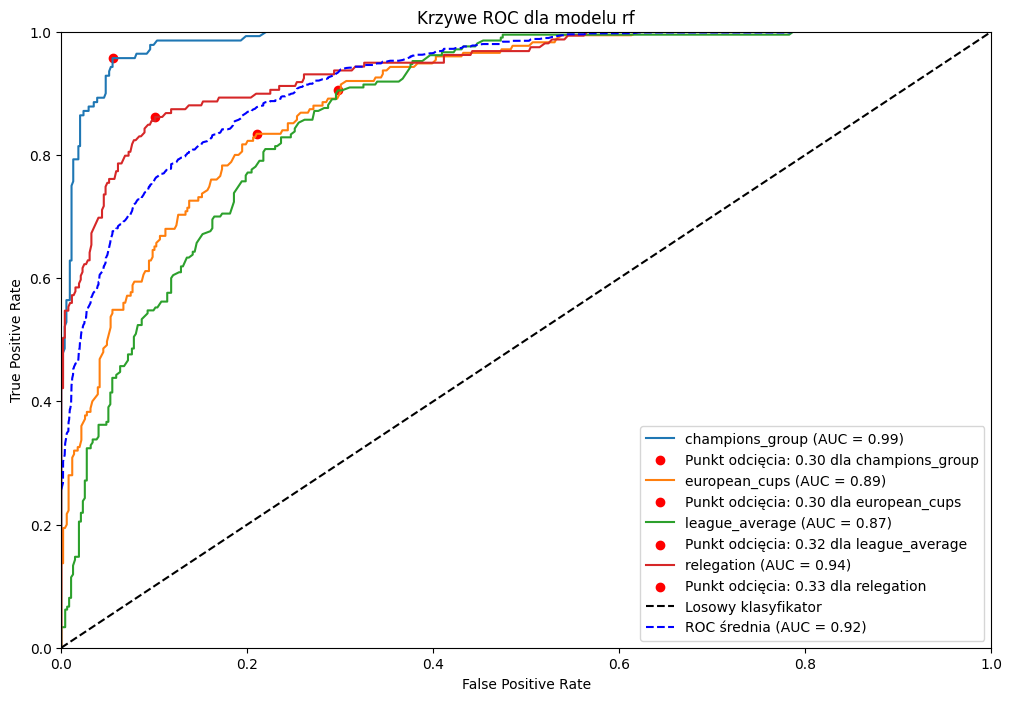 Krzywe ROC dla modelu rf
True Positive Rate
1.0
0.8
0.6
0.4
0.2
0.0
0.0
0.2
0.4
0.6
0.8
1.0
False Positive Rate
champions_group (AUC = 0.99)
Punkt odcięcia: 0.30 dla champions_group
european_cups (AUC = 0.89)
Punkt odcięcia: 0.30 dla european_cups
league_average (AUC = 0.87)
Punkt odcięcia: 0.32 dla league_average
relegation (AUC = 0.94)
Punkt odcięcia: 0.33 dla relegation
Losowy klasyfikator
ROC średnia (AUC = 0.92)